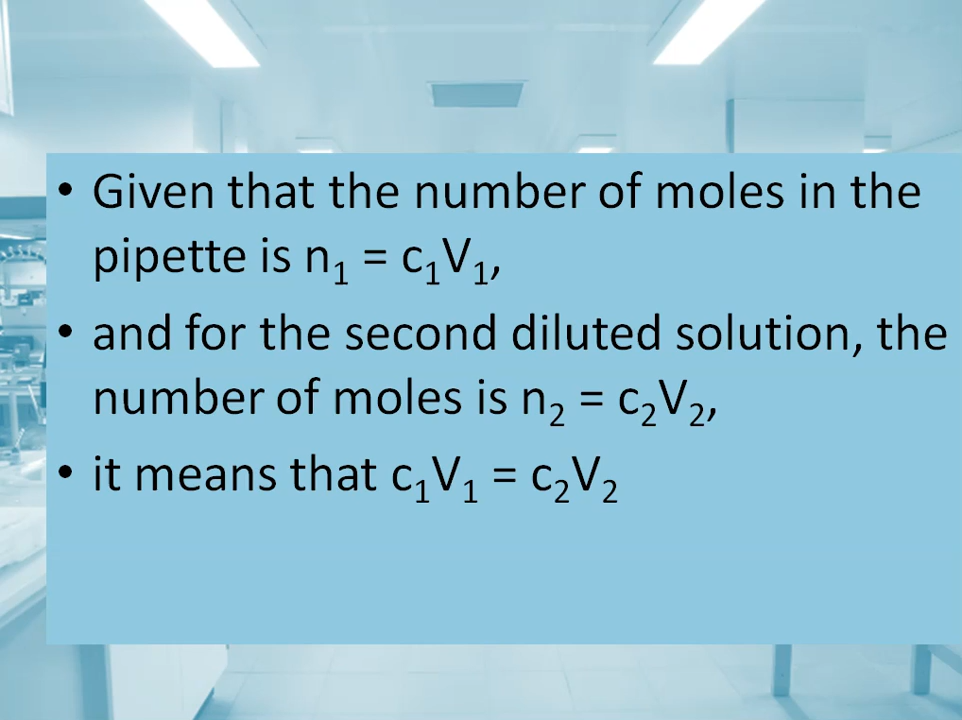 • Given that the number of moles in the
pipette is n₁ = c₁V₁,
• and for the second diluted solution, the
number of moles is n₂ = c₂V₂,
• it means that c₁V₁ = c₂V₂